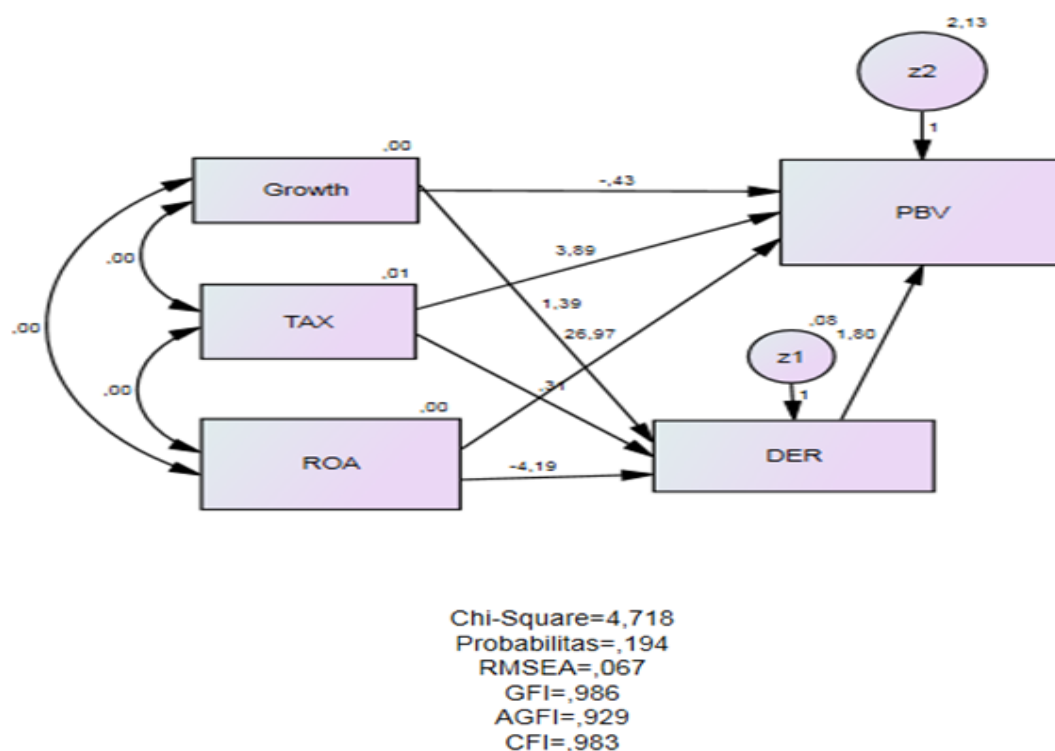 2,13
z2
1
,00
Growth
-,43
PBV
,00
3,89
,01
TAX
1,39
,00
26,97
,08
1,80
z1
,00
,31
1
,00
ROA
-4,19
DER
Chi-Square=4,718
Probabilitas=,194
RMSEA=,067
GFI=,986
AGFI=,929
CFI=,983